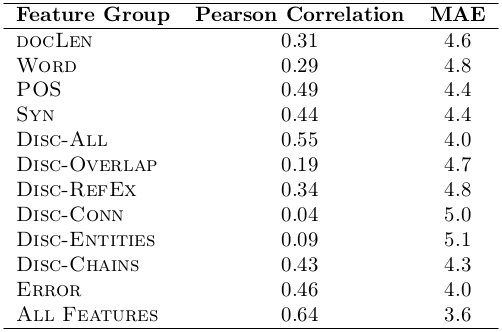 Feature Group Pearson Correlation MAE
docLen 0.31 4.6
Word 0.29 4.8
POS 0.49 4.4
Syn 0.44 4.4
Disc-All 0.55 4.0
Disc-Overlap 0.19 4.7
Disc-RefEx 0.34 4.8
Disc-Conn 0.04 5.0
Disc-Entities 0.09 5.1
Disc-Chains 0.43 4.3
Error 0.46 4.0
All Features 0.64 3.6